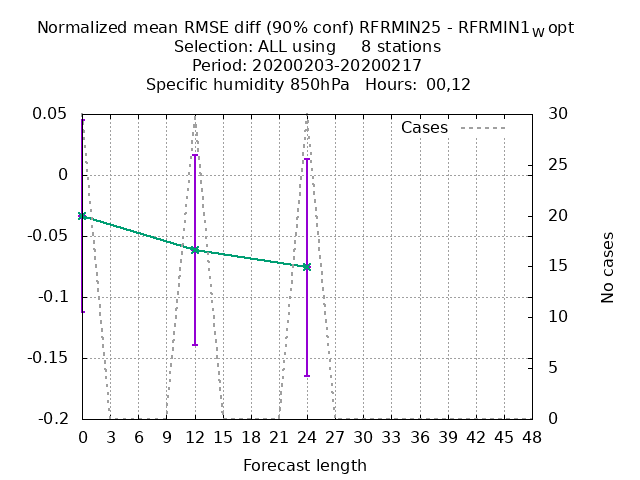 Normalized mean RMSE diff (90% conf) RFRMIN25 - RFRMIN1_W opt
Selection: ALL using 8 stations
Period: 20200203-20200217
Specific humidity 850hPa Hours: 00,12
Cases
0.05
0
-0.05
-0.1
-0.15
-0.2
30
25
20
15
10
5
0
No cases
0 3 6 9 12 15 18 21 24 27 30 33 36 39 42 45 48
Forecast length